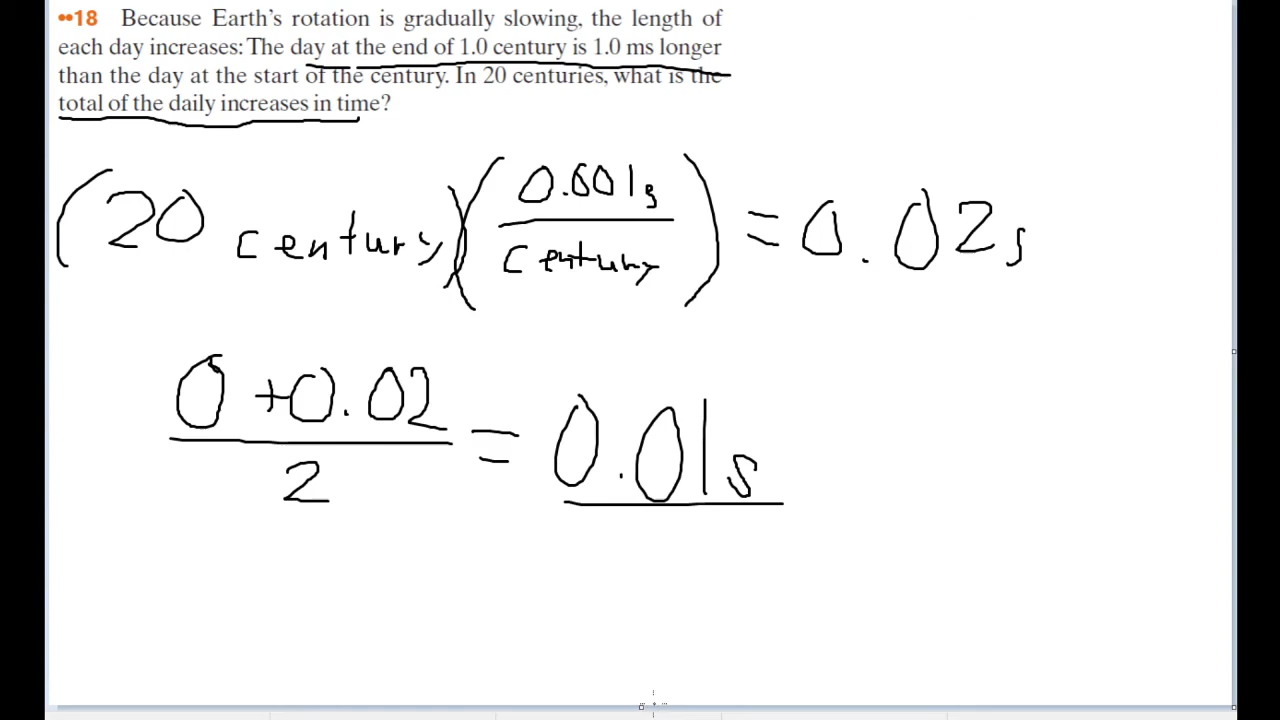 ••18 Because Earth's rotation is gradually slowing, the length of
each day increases: The day at the end of 1.0 century is 1.0 ms longer
than the day at the start of the century. In 20 centuries, what is the
total of the daily increases in time?
(20 century)(0.001s/century) = 0.02s
0+0.02/2 = 0.01s